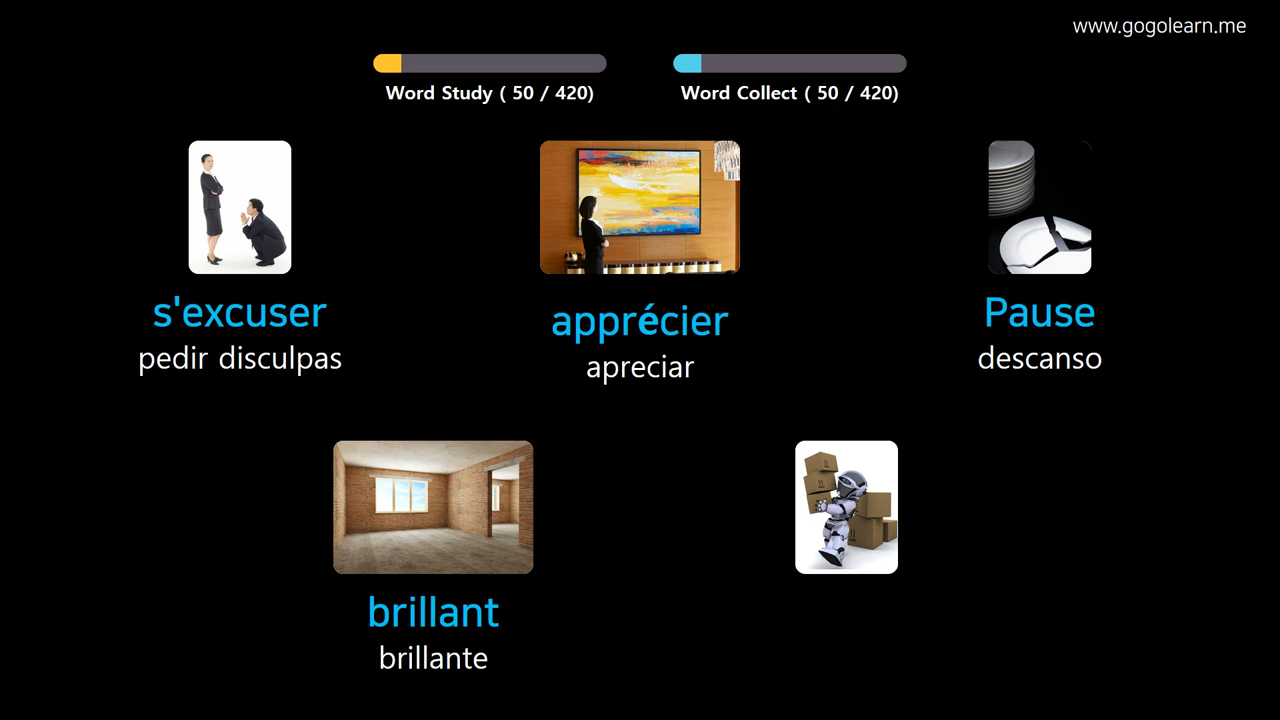 www.gogolearn.me
Word Study ( 50 / 420)
Word Collect ( 50 / 420)
s'excuser
pedir disculpas
apprécier
apreciar
Pause
descanso
brillant
brillante